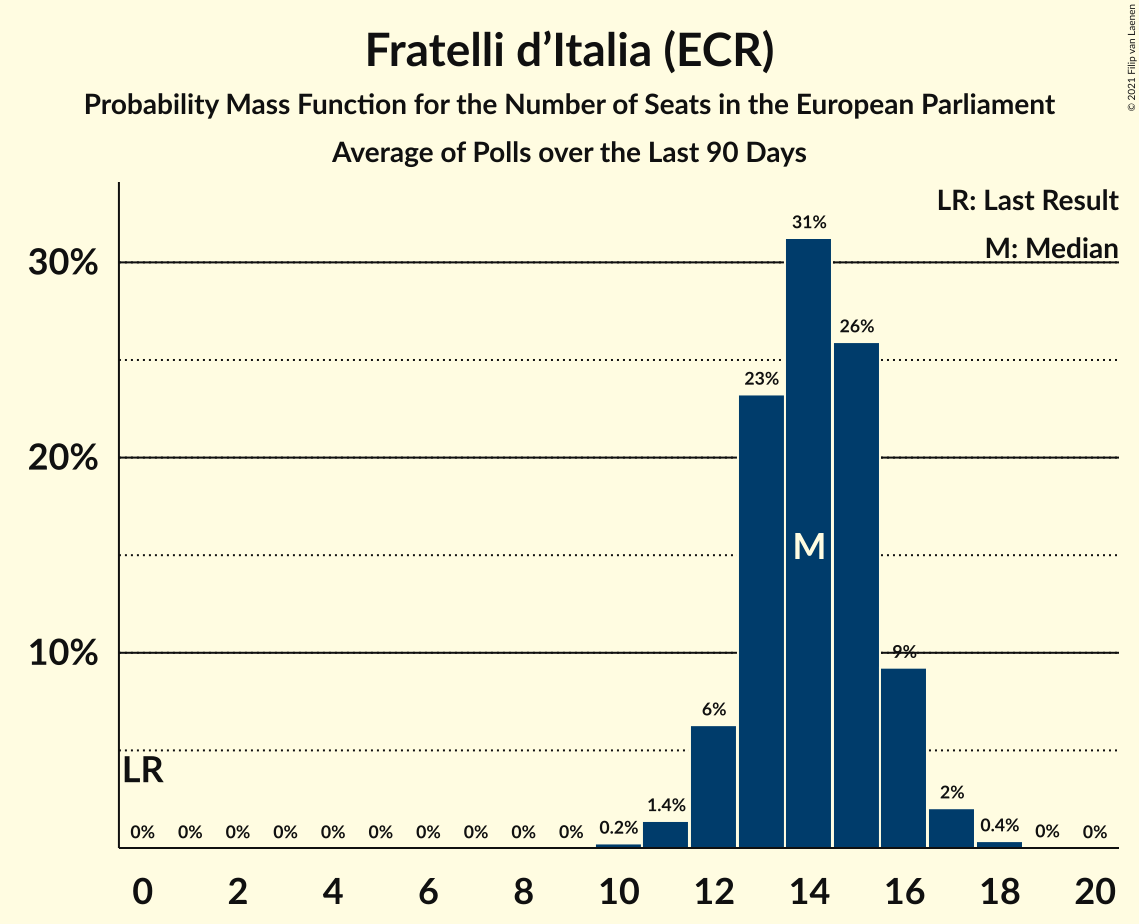 Fratelli d’Italia (ECR)
Probability Mass Function for the Number of Seats in the European Parliament
Average of Polls over the Last 90 Days
© 2021 Filip van Laenen
LR: Last Result
M: Median
30%
20%
10%
31%
26%
23%
M
9%
6%
LR
2%
1.4%
0% 0% 0% 0% 0% 0% 0% 0% 0% 0% 0.2% 0.4% 0% 0%
0 2 4 6 8 10 12 14 16 18 20